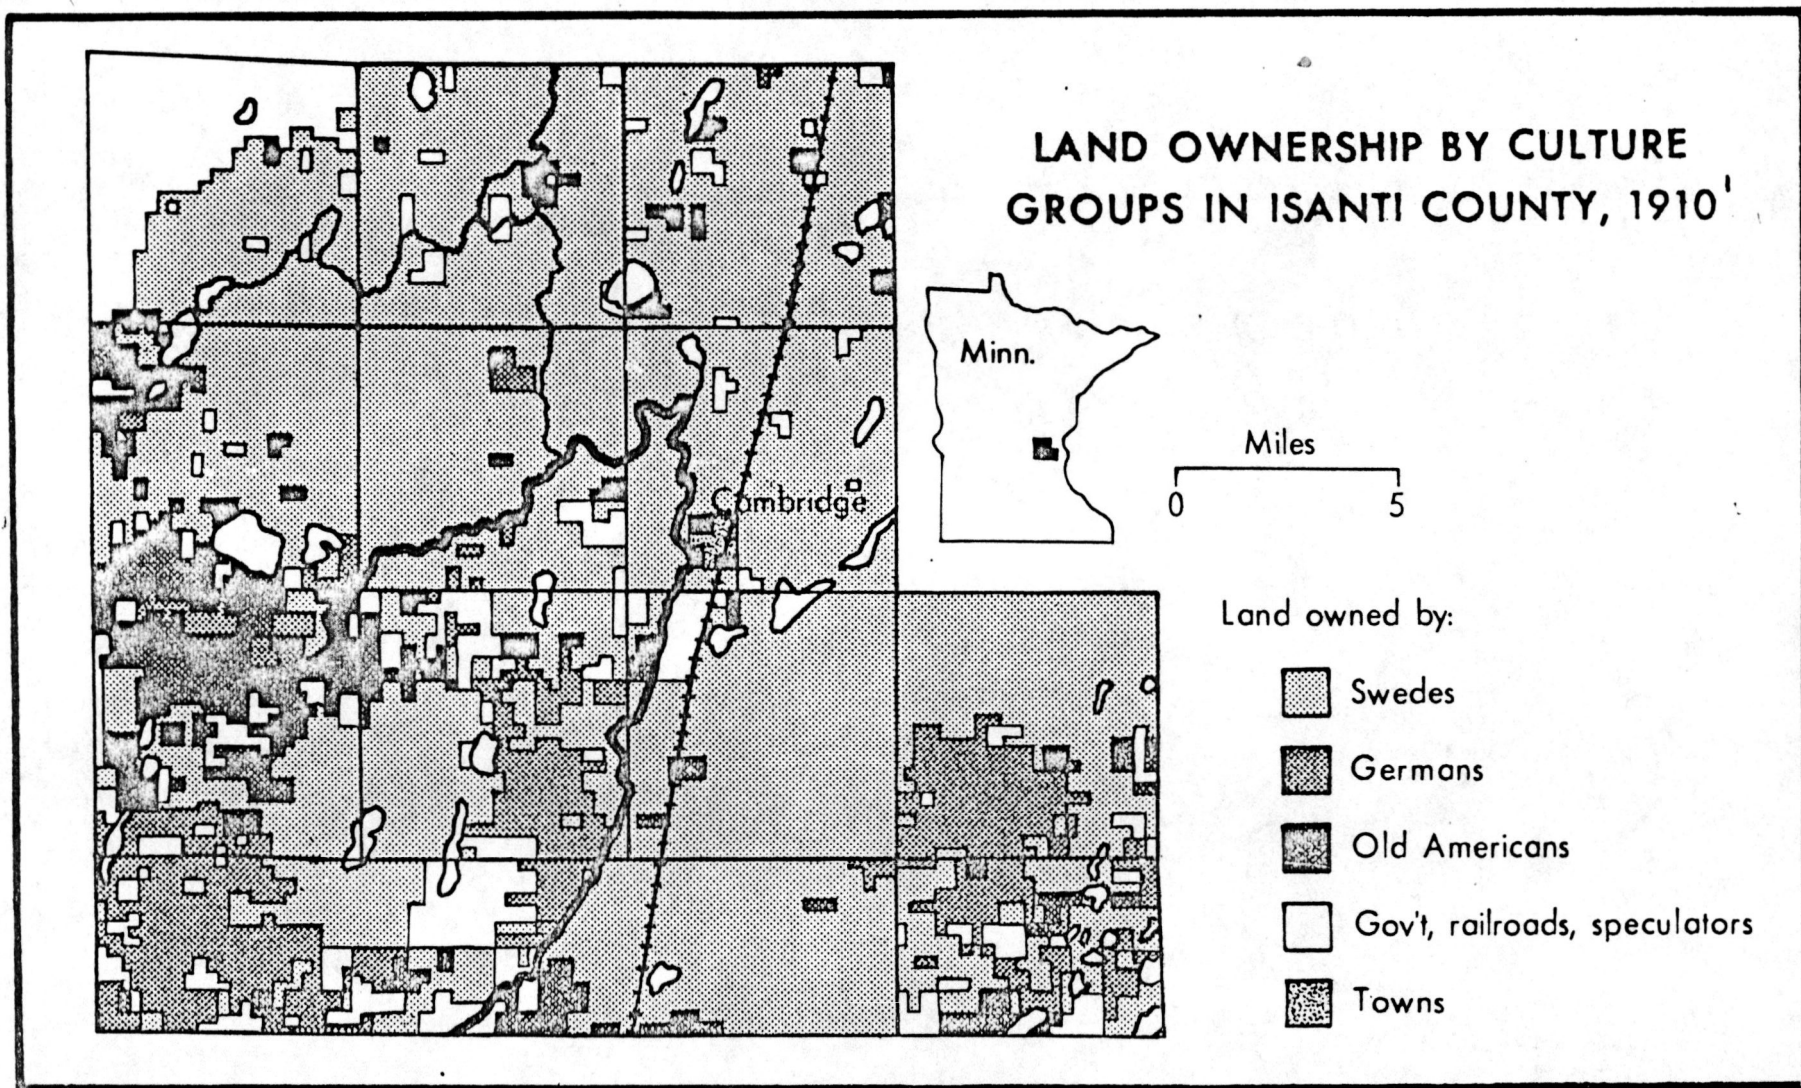 LAND OWNERSHIP BY CULTURE
GROUPS IN ISANTI COUNTY, 1910¹
Minn.
Miles
0 5
Cambridge
Land owned by:
Swedes
Germans
Old Americans
Gov't, railroads, speculators
Towns